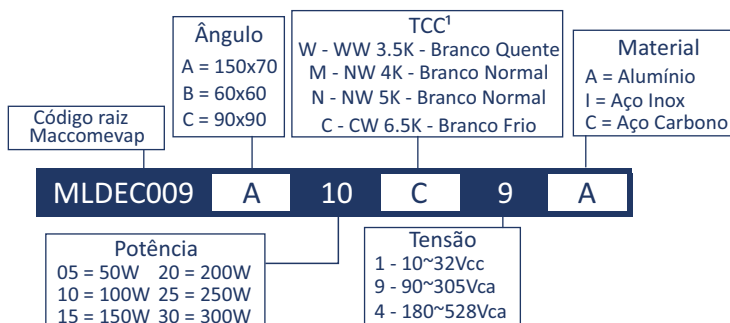 Ângulo
A = 150x70
B = 60x60
C = 90x90
TCC¹
W - WW 3.5K - Branco Quente
M - NW 4K - Branco Normal
N - NW 5K - Branco Normal
C - CW 6.5K - Branco Frio
Material
A = Alumínio
I = Aço Inox
C = Aço Carbono
Código raiz
Maccomevap
MLDEC009 A 10 C 9 A
Potência
05 = 50W 20 = 200W
10 = 100W 25 = 250W
15 = 150W 30 = 300W
Tensão
1 - 10~32Vcc
9 - 90~305Vca
4 - 180~528Vca